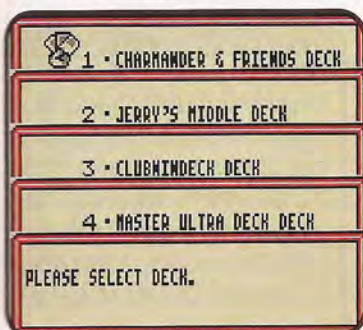 1 · CHARMANDER & FRIENDS DECK
2 · JERRY'S MIDDLE DECK
3 · CLUBWINDECK DECK
4 · MASTER ULTRA DECK DECK
PLEASE SELECT DECK.